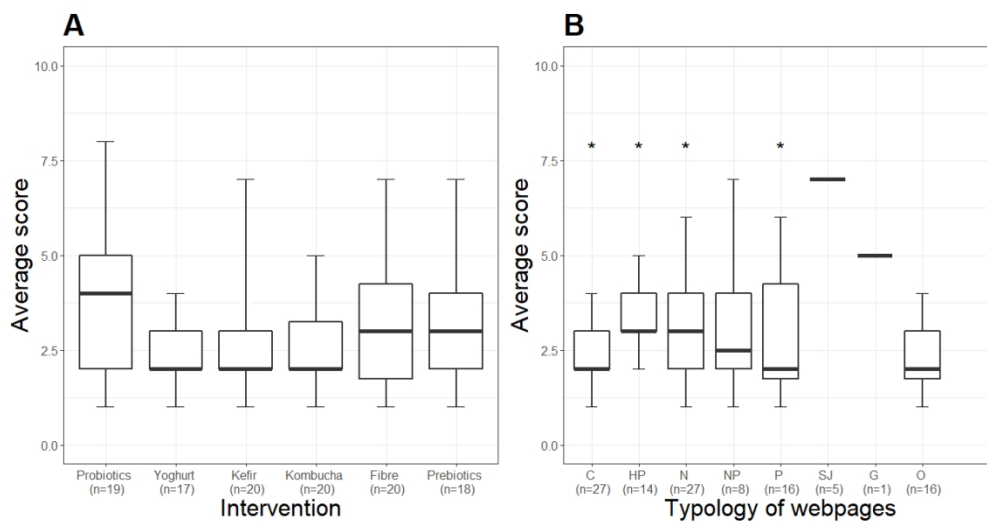 A
B
10.0
7.5
5.0
2.5
0.0
Average score
Probiotics
(n=19)
Yoghurt
(n=17)
Kefir
(n=20)
Kombucha
(n=20)
Fibre
(n=20)
Prebiotics
(n=18)
Intervention
10.0
7.5
5.0
2.5
0.0
Average score
* * * *
C
(n=27)
HP
(n=14)
N
(n=27)
NP
(n=8)
P
(n=16)
SJ
(n=5)
G
(n=1)
O
(n=16)
Typology of webpages